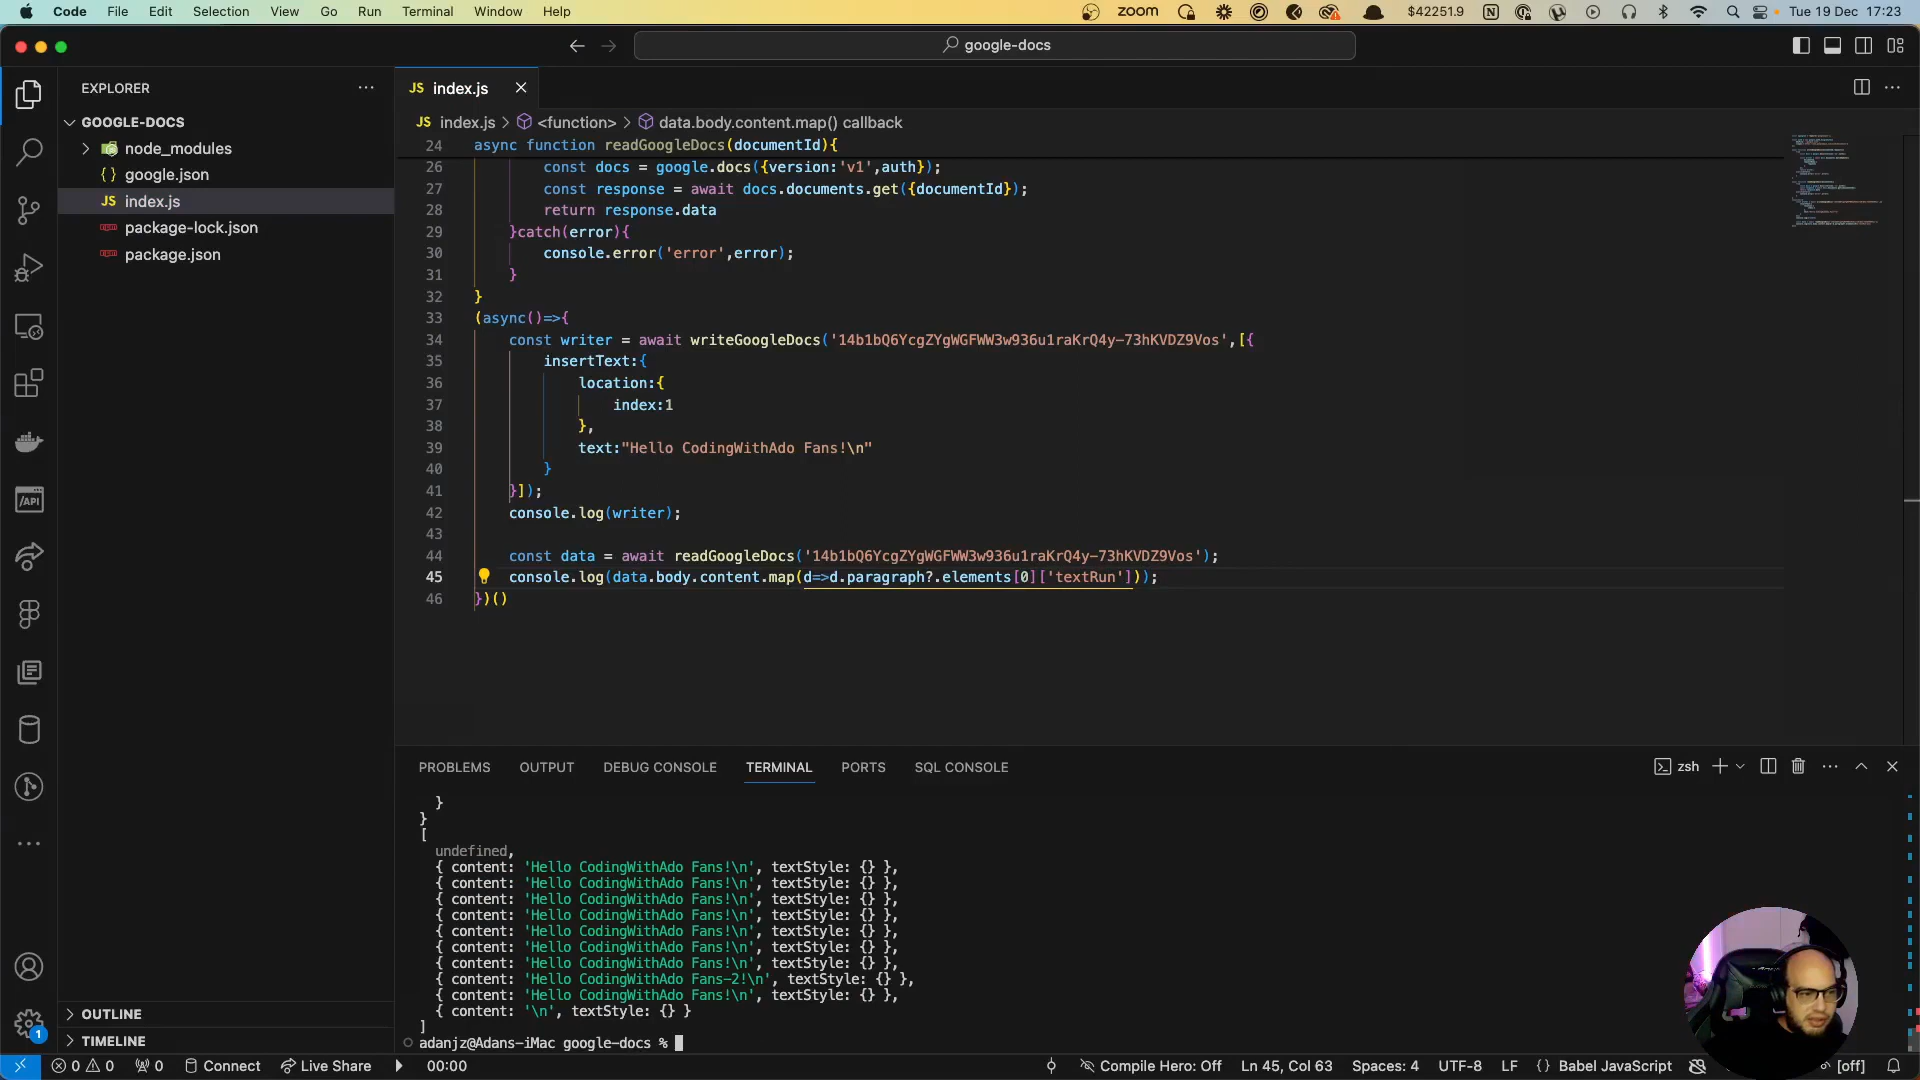 Code File Edit Selection View Go Run Terminal Window Help zoom $42251.9 Tue 19 Dec 17:23
google-docs
EXPLORER
GOOGLE-DOCS
node_modules
{} google.json
JS index.js
package-lock.json
package.json
OUTLINE
TIMELINE
JS index.js
JS index.js > <function> > data.body.content.map() callback
24 async function readGoogleDocs(documentId){
26 const docs = google.docs({version:'v1',auth});
27 const response = await docs.documents.get({documentId});
28 return response.data
29 }catch(error){
30 console.error('error',error);
31 }
32 }
33 (async()=>{
34 const writer = await writeGoogleDocs('14b1bQ6YcgZYgWGFWW3w936u1raKrQ4y-73hKVDZ9Vos',[{
35 insertText:{
36 location:{
37 index:1
38 },
39 text:"Hello CodingWithAdo Fans!\n"
40 }
41 }]);
42 console.log(writer);
43
44 const data = await readGoogleDocs('14b1bQ6YcgZYgWGFWW3w936u1raKrQ4y-73hKVDZ9Vos');
45 console.log(data.body.content.map(d=>d.paragraph?.elements[0]['textRun']));
46 })()
PROBLEMS OUTPUT DEBUG CONSOLE TERMINAL PORTS SQL CONSOLE zsh
}
}
[
undefined,
{ content: 'Hello CodingWithAdo Fans!\n', textStyle: {} },
{ content: 'Hello CodingWithAdo Fans!\n', textStyle: {} },
{ content: 'Hello CodingWithAdo Fans!\n', textStyle: {} },
{ content: 'Hello CodingWithAdo Fans!\n', textStyle: {} },
{ content: 'Hello CodingWithAdo Fans!\n', textStyle: {} },
{ content: 'Hello CodingWithAdo Fans!\n', textStyle: {} },
{ content: 'Hello CodingWithAdo Fans!\n', textStyle: {} },
{ content: 'Hello CodingWithAdo Fans-2!\n', textStyle: {} },
{ content: 'Hello CodingWithAdo Fans!\n', textStyle: {} },
{ content: '\n', textStyle: {} }
]
adanjz@Adans-iMac google-docs %
/API
1
0 0 0 Connect Live Share 00:00 Compile Hero: Off Ln 45, Col 63 Spaces: 4 UTF-8 LF {} Babel JavaScript [off]